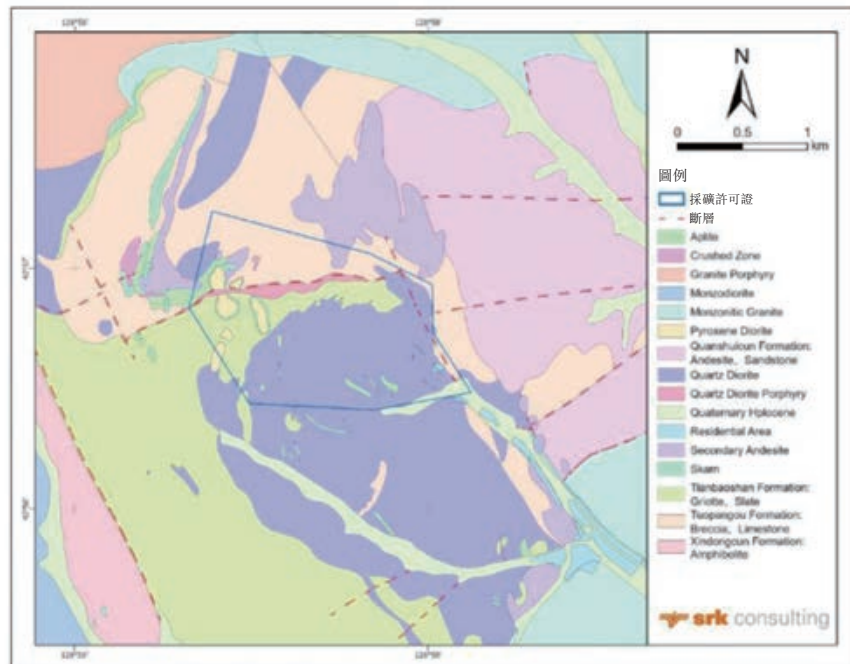 N
0
0.5
1
km
圖例
採礦許可證
斷層
Aplite
Crushed Zone
Granite Porphyry
Monzodiorite
Monzonitic Granite
Pyroxene Diorite
Quanshuicun Formation:
Andesite, Sandstone
Quartz Diorite
Quartz Diorite Porphyry
Quaternary Hplocene
Residential Area
Secondary Andesite
Skarn
Tianbaoshan Formation:
Griotte, Slate
Tuopangou Formation:
Breccia, Limestone
Xindongcun Formation:
Amphibolite
srk consulting